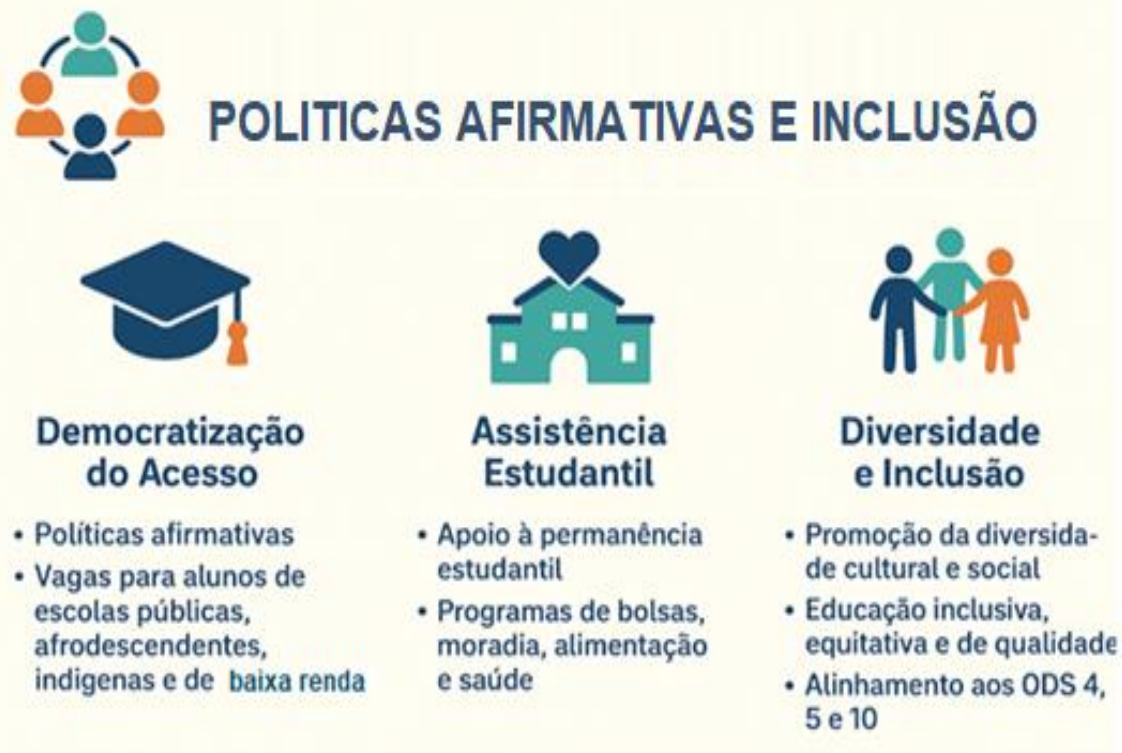 POLITICAS AFIRMATIVAS E INCLUSÃO
Democratização
do Acesso
• Políticas afirmativas
• Vagas para alunos de
escolas públicas,
afrodescendentes,
indigenas e de baixa renda
Assistência
Estudantil
• Apoio à permanência
estudantil
• Programas de bolsas,
moradia, alimentação
e saúde
Diversidade
e Inclusão
• Promoção da diversida-
de cultural e social
• Educação inclusiva,
equitativa e de qualidade
• Alinhamento aos ODS 4,
5 e 10